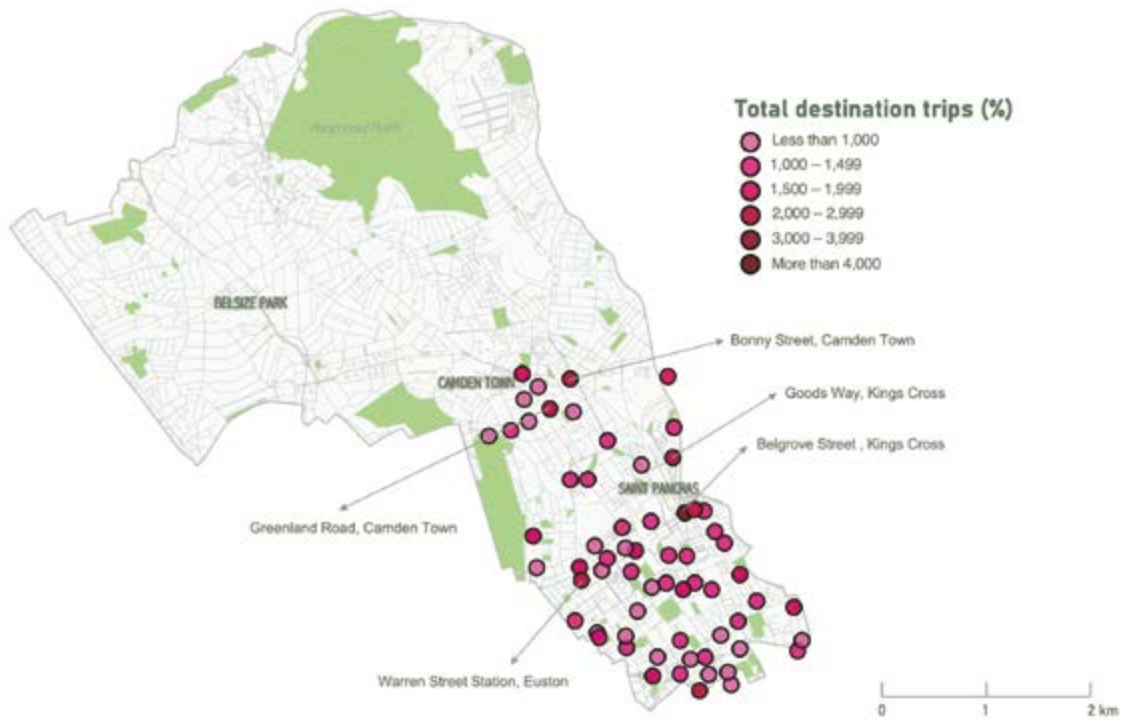 Total destination trips (%)
Less than 1,000
1,000 – 1,499
1,500 – 1,999
2,000 – 2,999
3,000 – 3,999
More than 4,000
BELSIZE PARK
Bonny Street, Camden Town
CAMDEN TOWN
Goods Way, Kings Cross
Belgrove Street , Kings Cross
SAINT PANCRAS
Greenland Road, Camden Town
Warren Street Station, Euston
0 1 2 km